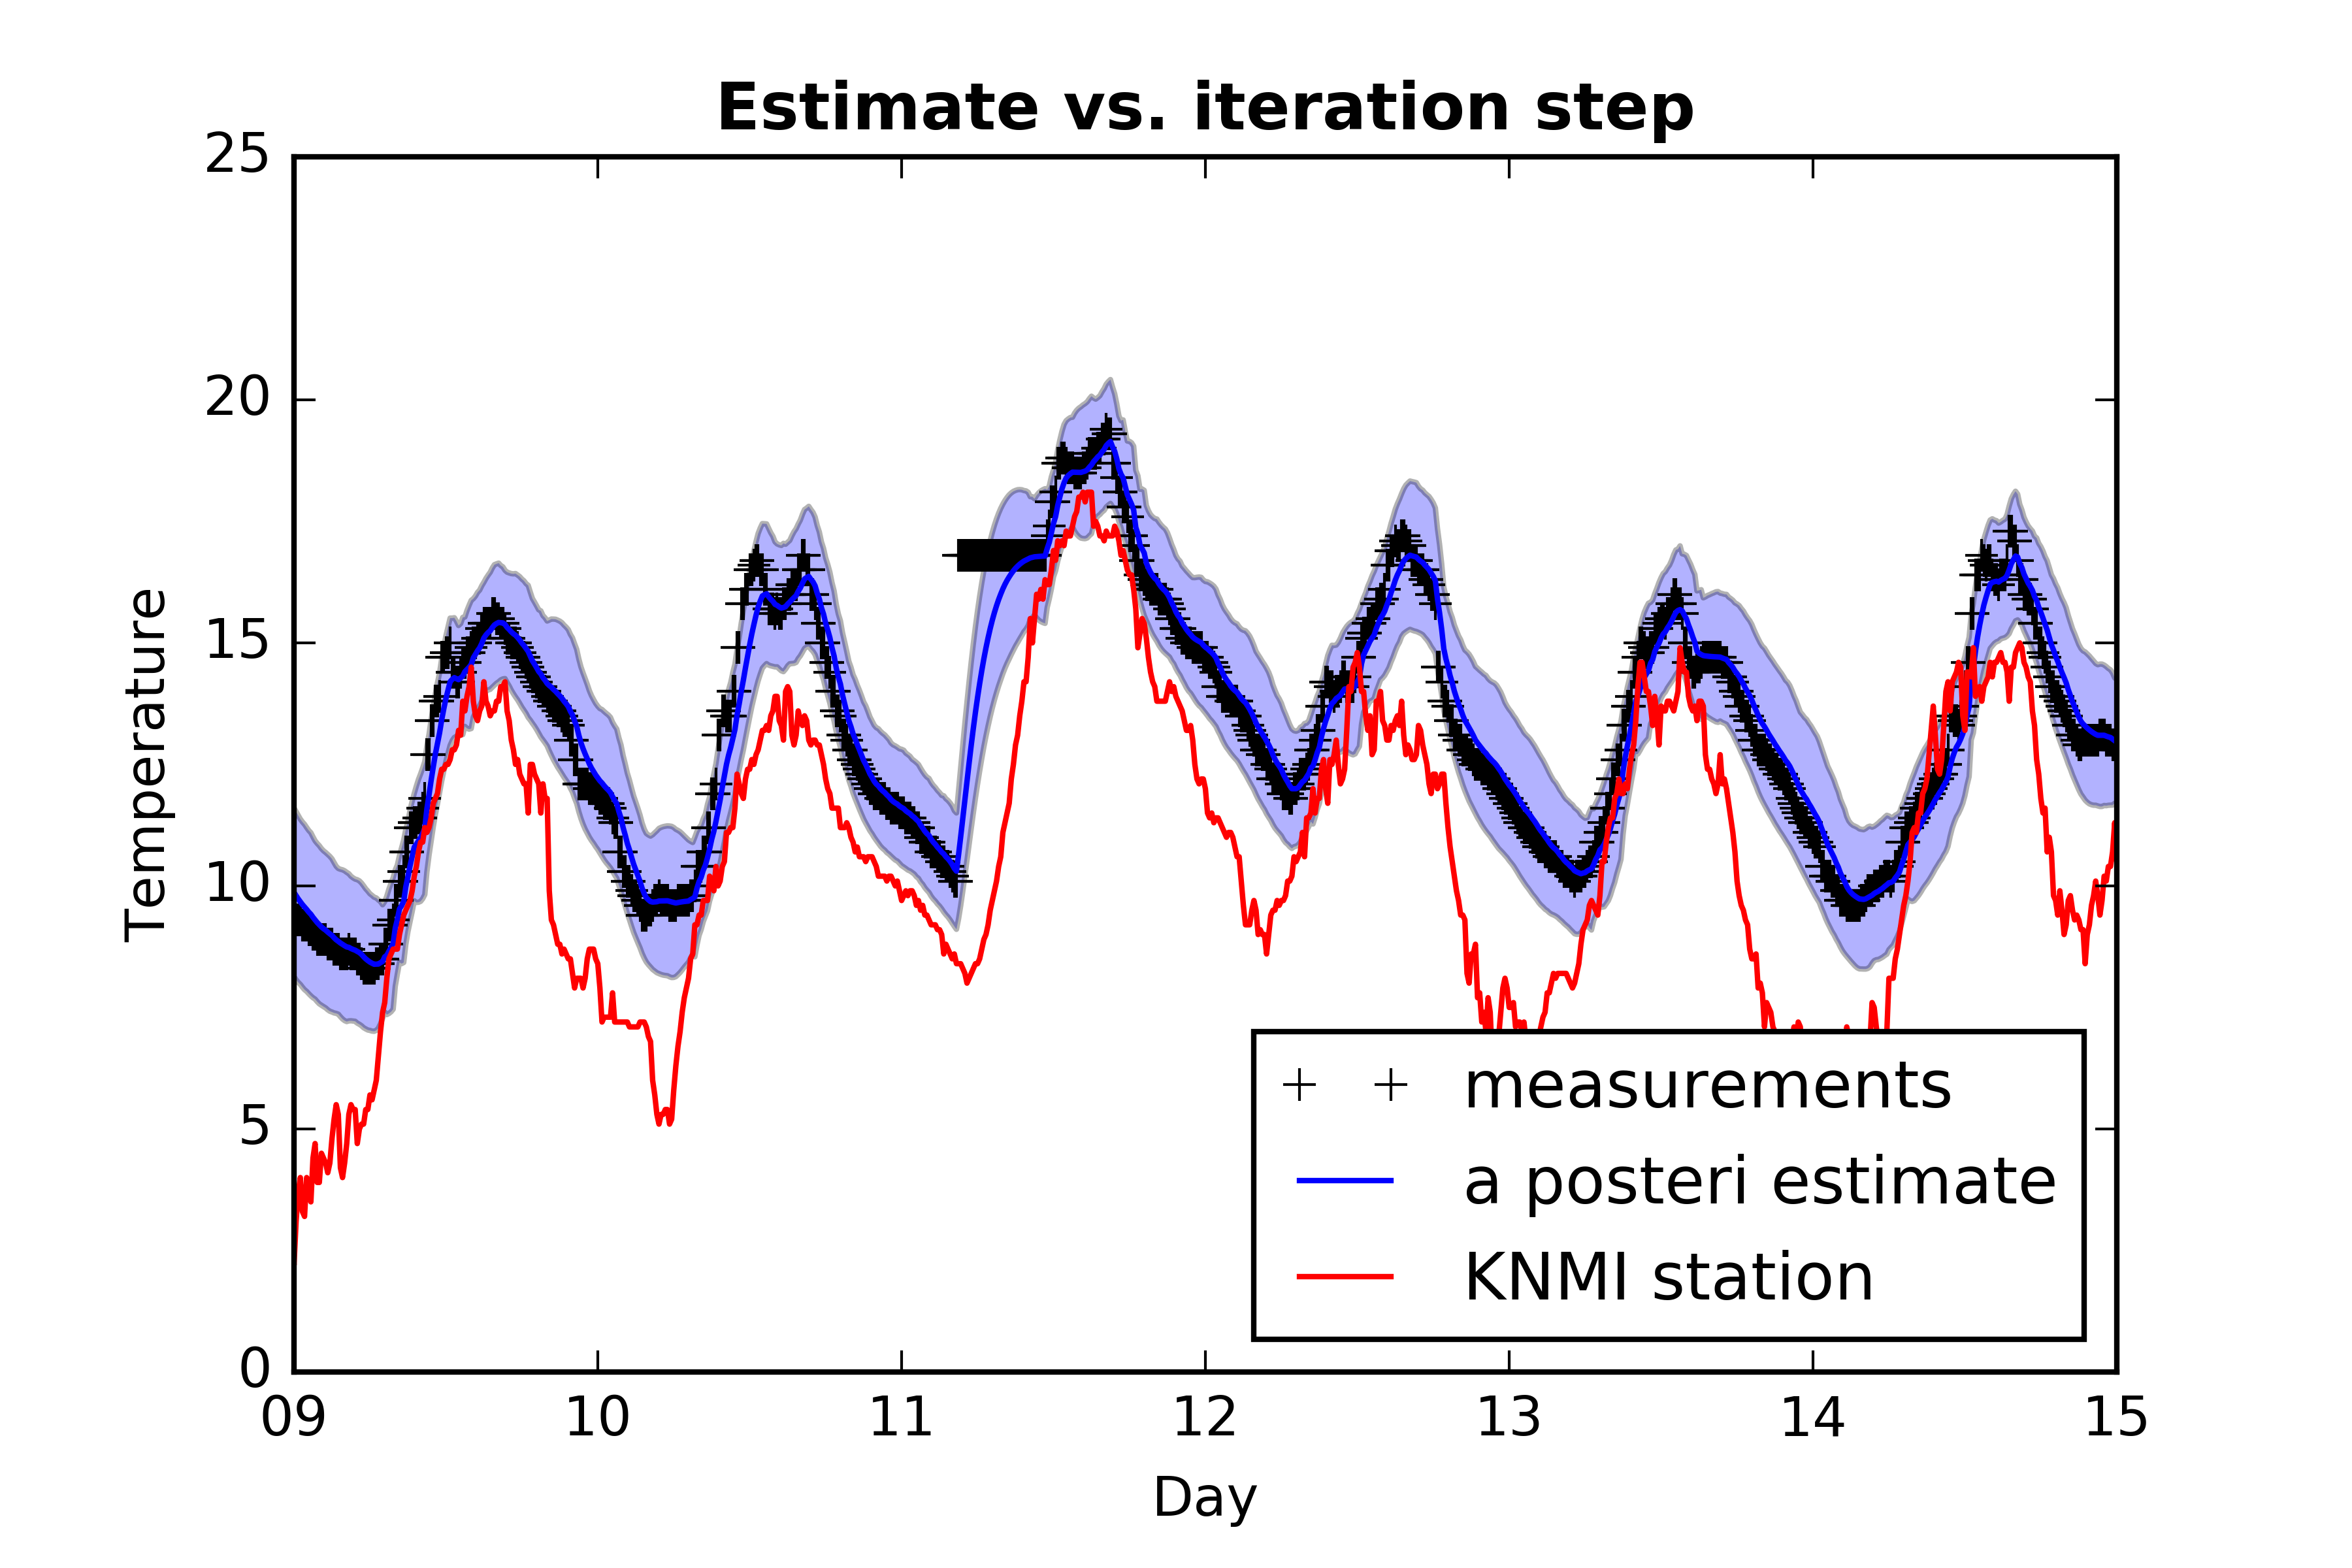 Estimate vs. iteration step
25
20
15
10
5
0
Temperature
09 10 11 12 13 14 15
Day
measurements
a posteri estimate
KNMI station